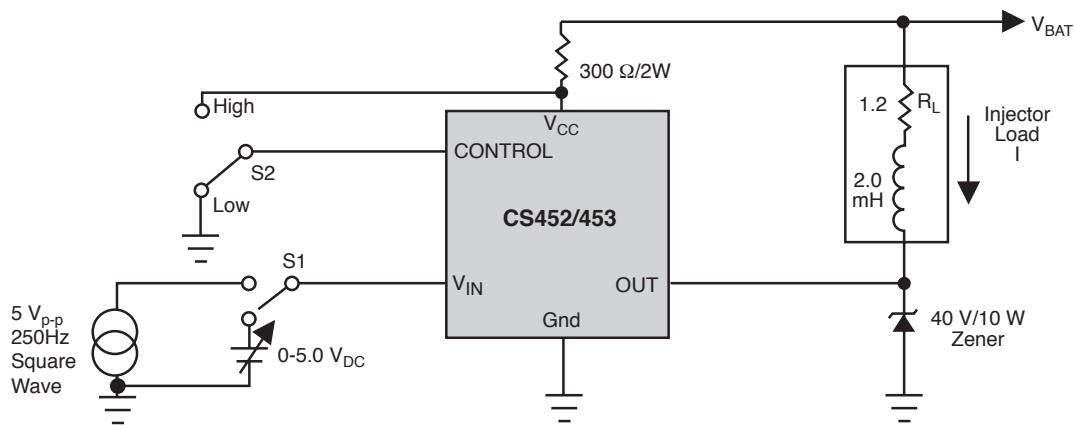 V_BAT
300 Ω/2W
High
V_CC
1.2
R_L
Injector
Load
I
CONTROL
S2
Low
2.0
mH
CS452/453
S1
V_IN
OUT
5 V_p-p
250Hz
Square
Wave
Gnd
0-5.0 V_DC
40 V/10 W
Zener